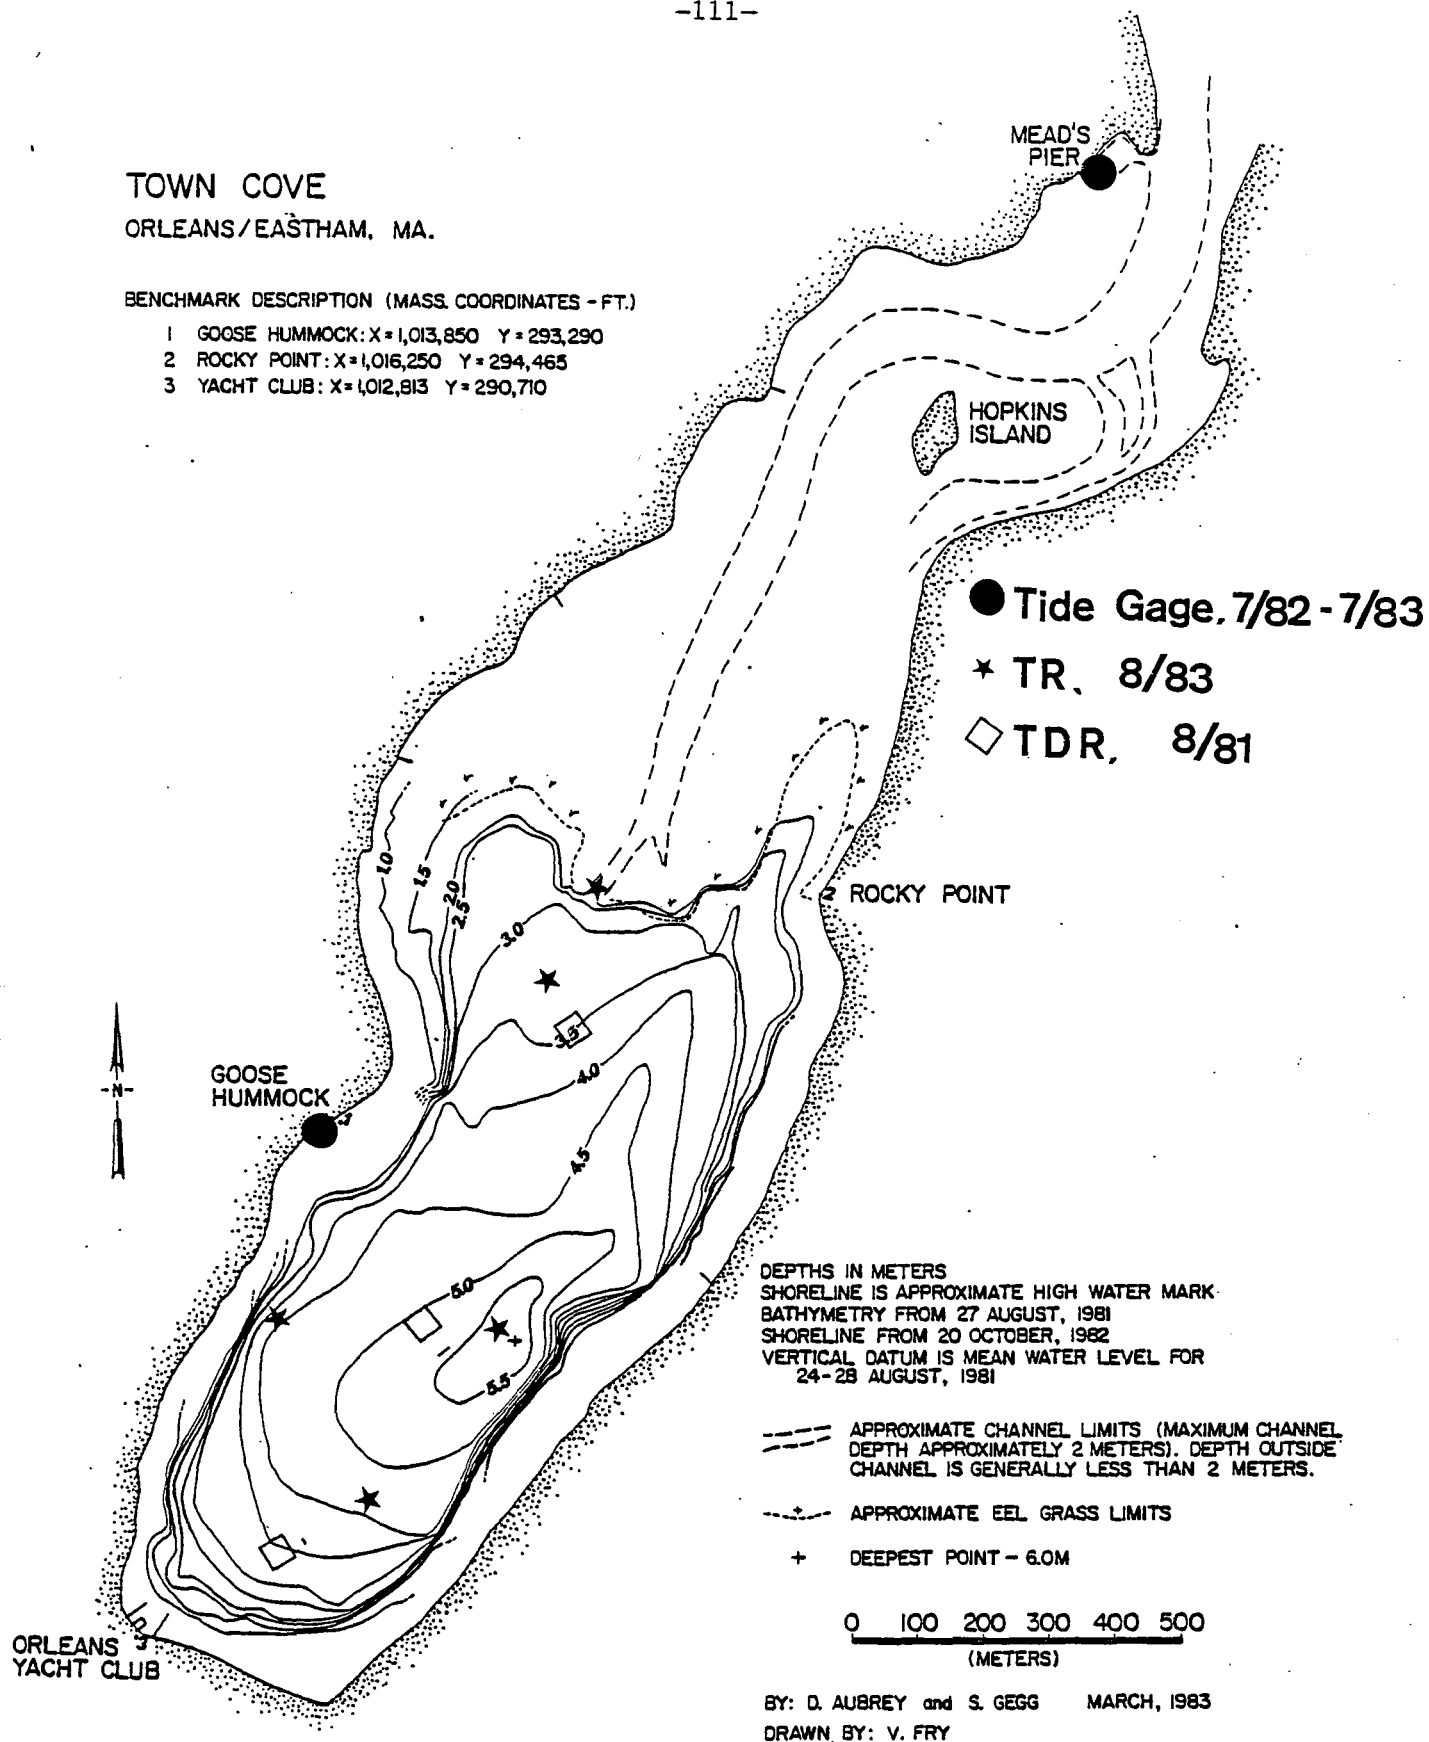 -111-
MEAD'S
PIER
TOWN COVE
ORLEANS/EASTHAM, MA.
BENCHMARK DESCRIPTION (MASS. COORDINATES - FT.)
1 GOOSE HUMMOCK: X=1,013,850 Y=293,290
2 ROCKY POINT: X=1,016,250 Y=294,465
3 YACHT CLUB: X=1,012,813 Y=290,710
HOPKINS
ISLAND
Tide Gage, 7/82-7/83
TR, 8/83
TDR, 8/81
1.0
1.5
2.0
2.5
2 ROCKY POINT
3.0
3.5
4.0
-N-
GOOSE
HUMMOCK
4.5
5.0
5.5
DEPTHS IN METERS
SHORELINE IS APPROXIMATE HIGH WATER MARK
BATHYMETRY FROM 27 AUGUST, 1981
SHORELINE FROM 20 OCTOBER, 1982
VERTICAL DATUM IS MEAN WATER LEVEL FOR
24-28 AUGUST, 1981
APPROXIMATE CHANNEL LIMITS (MAXIMUM CHANNEL
DEPTH APPROXIMATELY 2 METERS). DEPTH OUTSIDE
CHANNEL IS GENERALLY LESS THAN 2 METERS.
APPROXIMATE EEL GRASS LIMITS
+ DEEPEST POINT - 6.0M
0 100 200 300 400 500
(METERS)
ORLEANS 3
YACHT CLUB
BY: D. AUBREY and S. GEGG MARCH, 1983
DRAWN BY: V. FRY